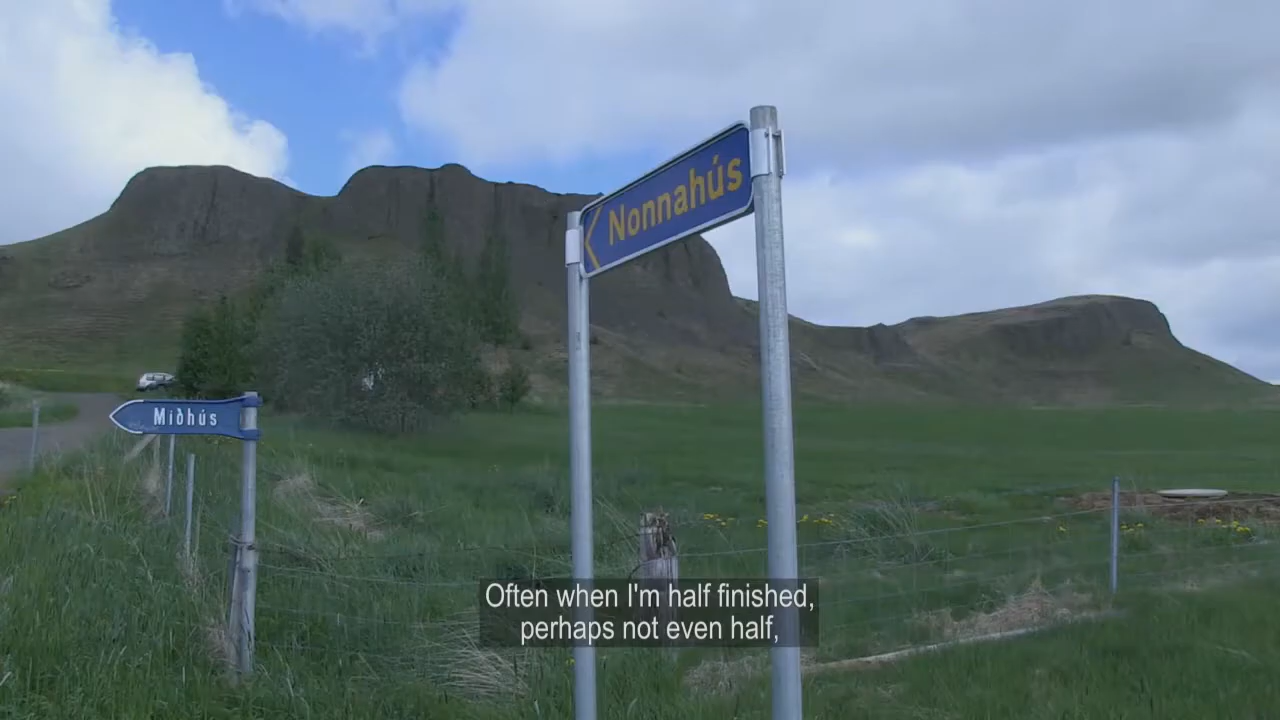 Nonnahús
Miðhús
Often when I'm half finished,
perhaps not even half,